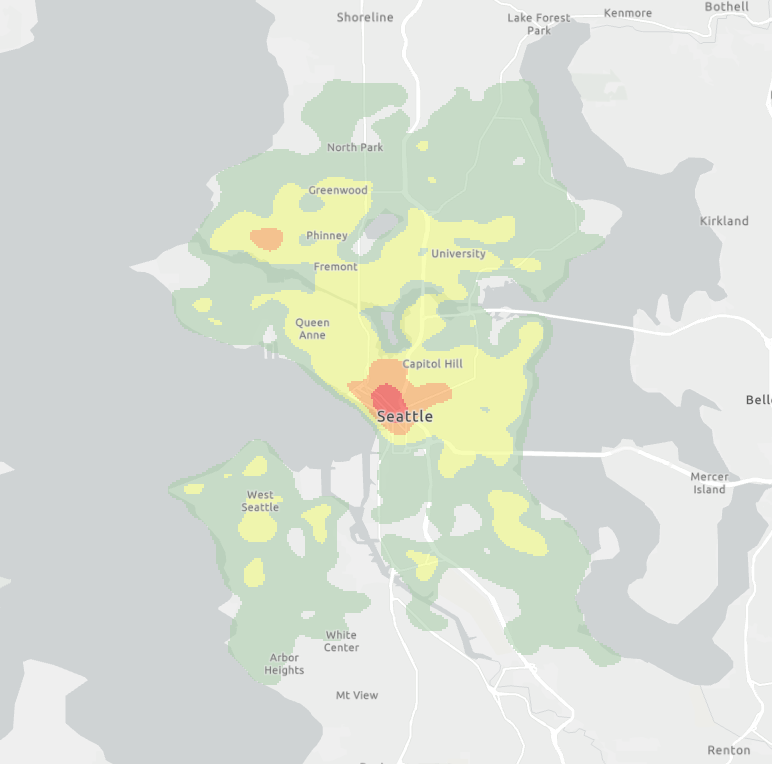 Bothell
Kenmore
Shoreline
Lake Forest
Park
North Park
Greenwood
Kirkland
Phinney
University
Fremont
Queen
Anne
Capitol Hill
Bell
Seattle
Mercer
Island
West
Seattle
White
Center
Arbor
Heights
Mt View
Renton